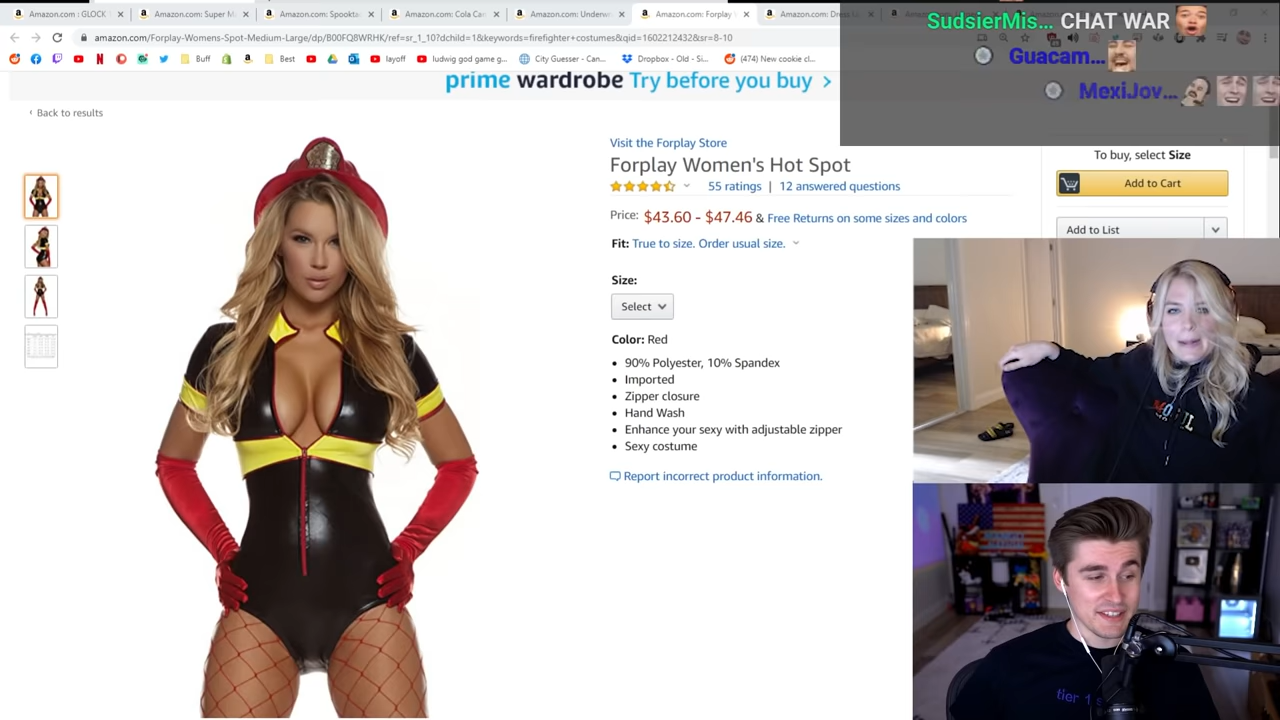 Amazon.com : GLOCK
Amazon.com: Super M
Amazon.com: Spookta
Amazon.com: Cola Ca
Amazon.com: Underw
Amazon.com: Forplay
Amazon.com: Dress U
SudsierMis... CHAT WAR
amazon.com/Forplay-Womens-Spot-Medium-Large/dp/B00FQ8WRHK/ref=sr_1_10?dchild=1&keywords=firefighter+costumes&qid=1602212432&sr=8-10
Guacam...
Buff
Best
layoff
ludwig god game g...
City Guesser - Can...
Dropbox - Old - Si...
(474) New cookie cl...
prime wardrobe Try before you buy >
MexiJov...
Back to results
Visit the Forplay Store
To buy, select Size
Forplay Women's Hot Spot
Add to Cart
55 ratings | 12 answered questions
Price: $43.60 - $47.46 & Free Returns on some sizes and colors
Add to List
Fit: True to size. Order usual size.
Size:
Select
Color: Red
• 90% Polyester, 10% Spandex
• Imported
• Zipper closure
• Hand Wash
• Enhance your sexy with adjustable zipper
• Sexy costume
Report incorrect product information.
tier 1